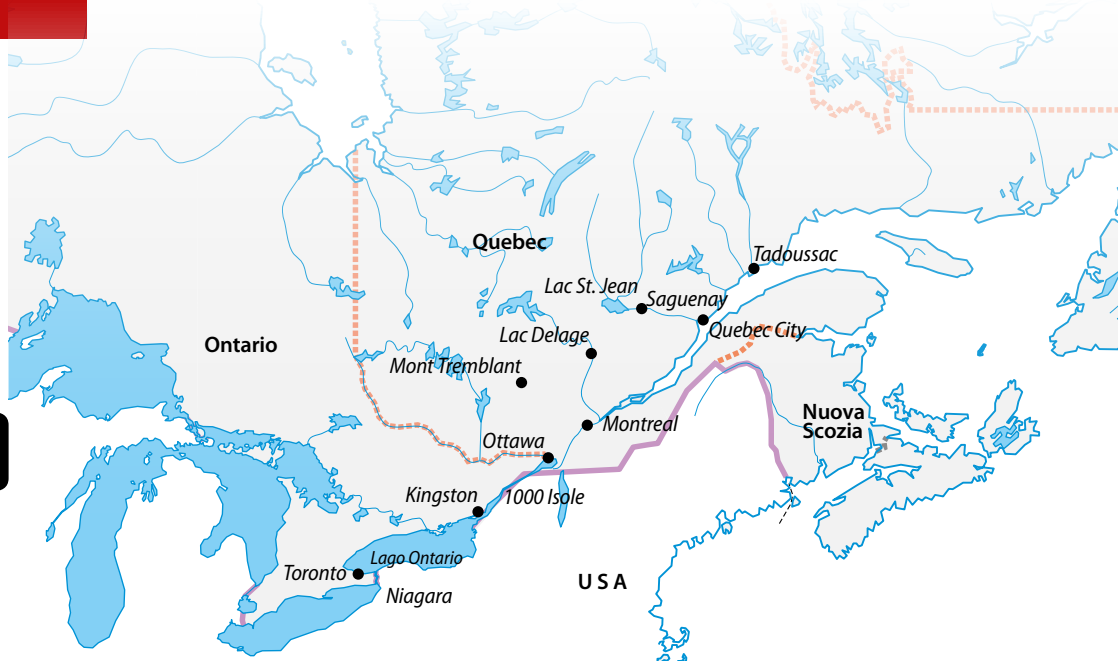 Quebec
Tadoussac
Lac St. Jean
Saguenay
Quebec City
Lac Delage
Ontario
Mont Tremblant
Nuova
Scozia
Montreal
Ottawa
Kingston
1000 Isole
Lago Ontario
Toronto
USA
Niagara